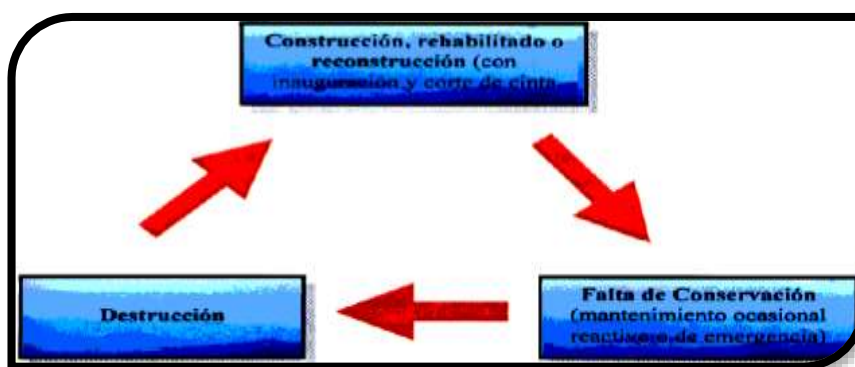 Construcción, rehabilitado o
reconstrucción (con
inauguración y corte de cinta
Destrucción
Falta de Conservación
(mantenimiento ocasional
reactivo o de emergencia)